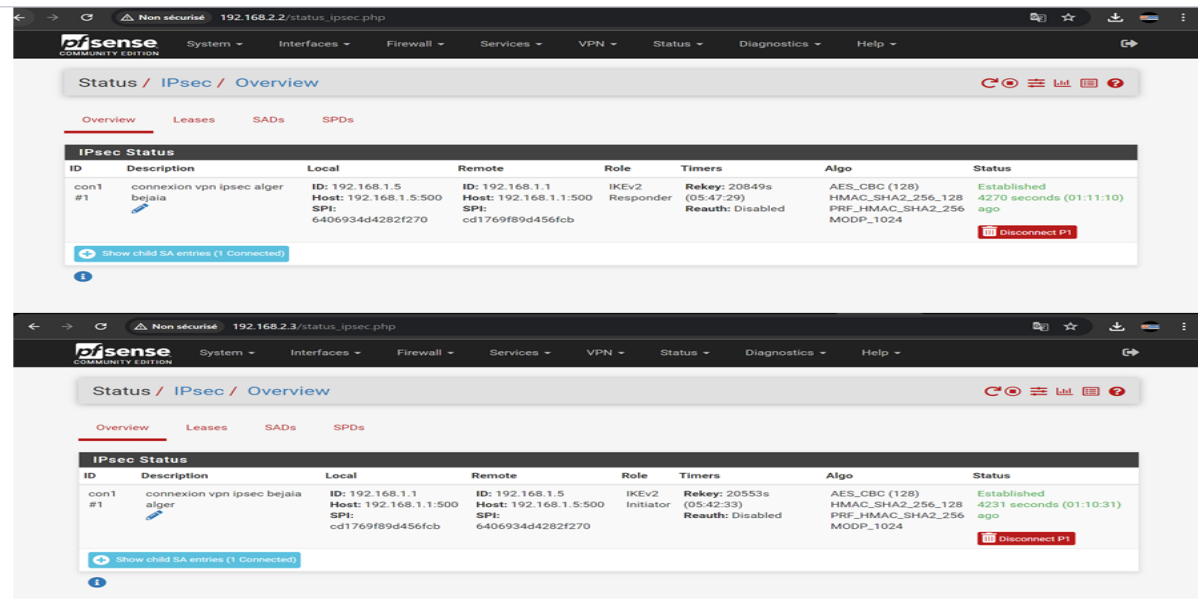 Non sécurisé 192.168.2.2/status_ipsec.php
pfsense System Interfaces Firewall Services VPN Status Diagnostics Help
COMMUNITY EDITION
Status / IPsec / Overview
Overview Leases SADs SPDs
IPsec Status
ID Description Local Remote Role Timers Algo Status
con1 connexion vpn ipsec alger ID: 192.168.1.5 ID: 192.168.1.1 IKEv2 Rekey: 20849s AES_CBC (128) Established
#1 bejaia Host: 192.168.1.5:500 Host: 192.168.1.1:500 Responder (05:47:29) HMAC_SHA2_256_128 4270 seconds (01:11:10)
SPI: SPI: Reauth: Disabled PRF_HMAC_SHA2_256 ago
6406934d4282f270 cd1769f89d456fcb MODP_1024
Disconnect P1
Show child SA entries (1 Connected)
Non sécurisé 192.168.2.3/status_ipsec.php
pfsense System Interfaces Firewall Services VPN Status Diagnostics Help
COMMUNITY EDITION
Status / IPsec / Overview
Overview Leases SADs SPDs
IPsec Status
ID Description Local Remote Role Timers Algo Status
con1 connexion vpn ipsec bejaia ID: 192.168.1.1 ID: 192.168.1.5 IKEv2 Rekey: 20553s AES_CBC (128) Established
#1 alger Host: 192.168.1.1:500 Host: 192.168.1.5:500 Initiator (05:42:33) HMAC_SHA2_256_128 4231 seconds (01:10:31)
SPI: SPI: Reauth: Disabled PRF_HMAC_SHA2_256 ago
cd1769f89d456fcb 6406934d4282f270 MODP_1024
Disconnect P1
Show child SA entries (1 Connected)